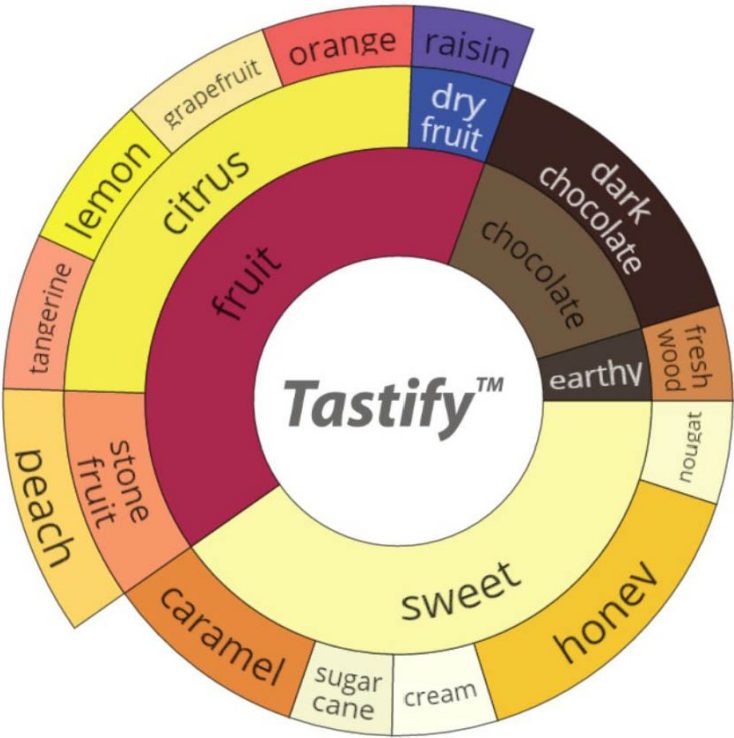 orange
raisin
grapefruit
dry
fruit
lemon
citrus
dark
chocolate
fruit
chocolate
tangerine
fresh
wood
earthy
Tastify™
nougat
stone
fruit
peach
sweet
honey
caramel
sugar
cane
cream